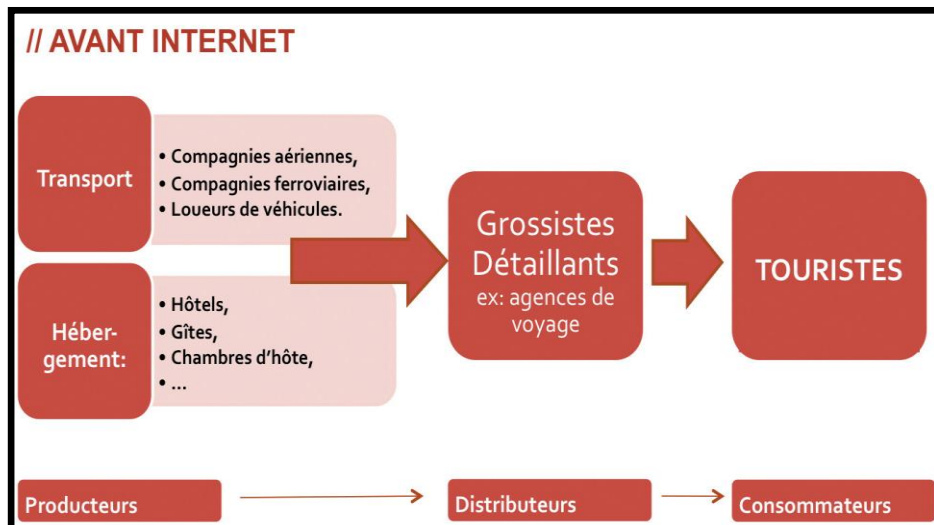 // AVANT INTERNET
Transport
• Compagnies aériennes,
• Compagnies ferroviaires,
• Loueurs de véhicules.
Héber-
gement:
• Hôtels,
• Gîtes,
• Chambres d'hôte,
• ...
Grossistes
Détaillants
ex: agences de
voyage
TOURISTES
Producteurs
Distributeurs
Consommateurs